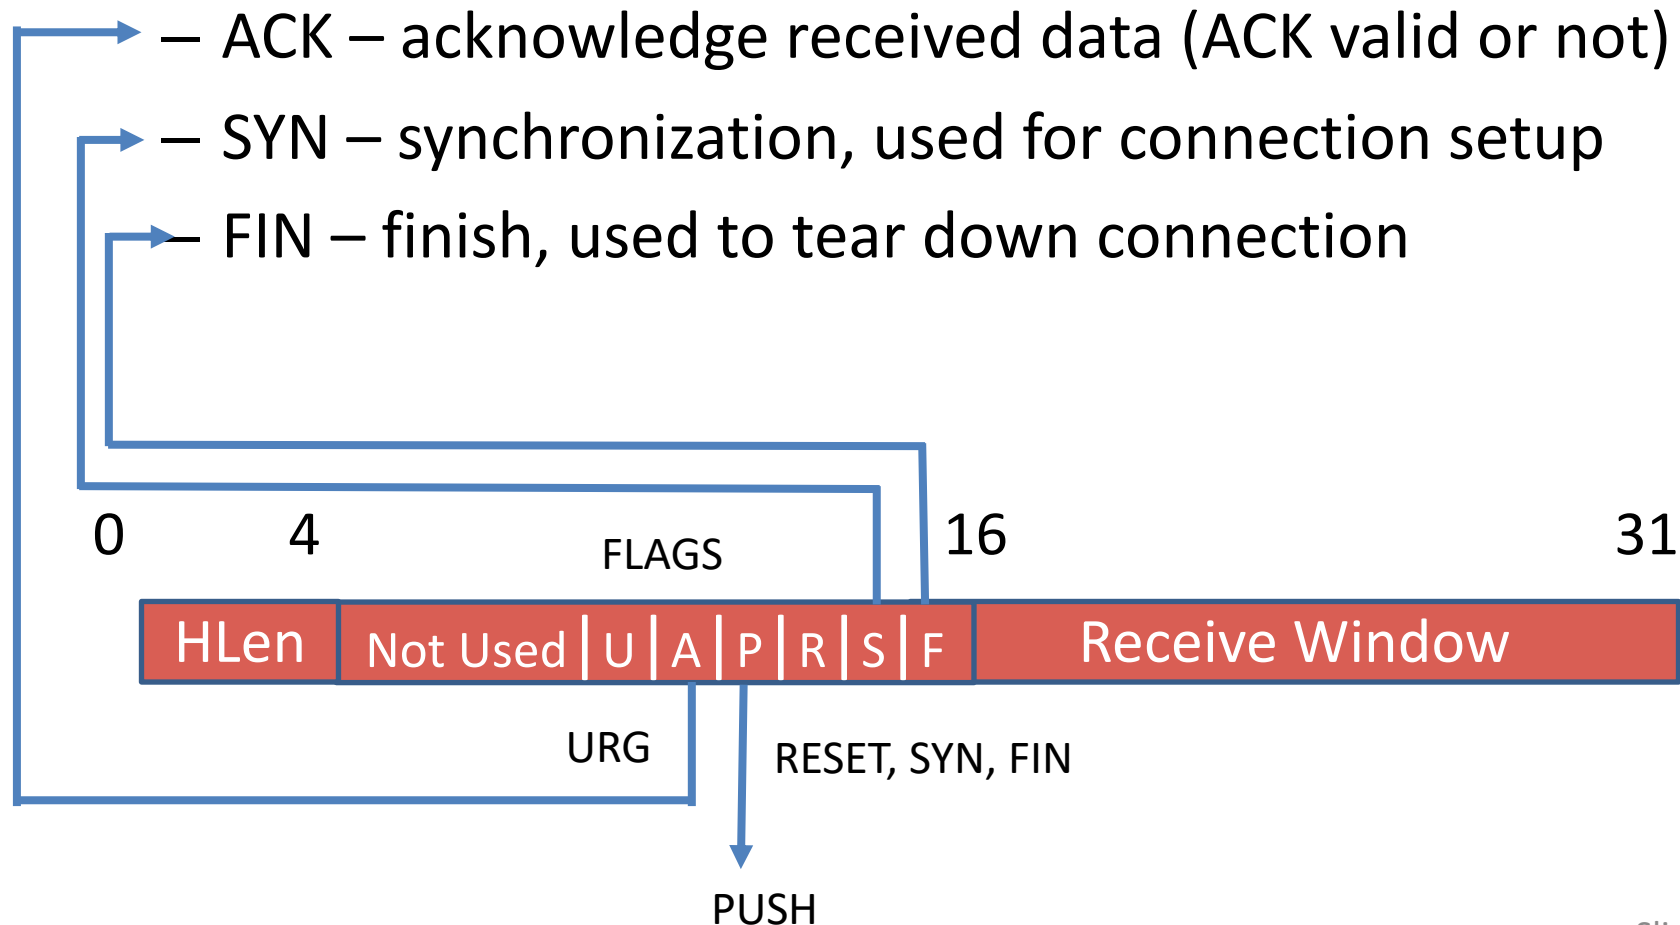 – ACK – acknowledge received data (ACK valid or not)
– SYN – synchronization, used for connection setup
– FIN – finish, used to tear down connection
0 4 FLAGS 16 31
HLen Not Used U A P R S F Receive Window
URG RESET, SYN, FIN
PUSH